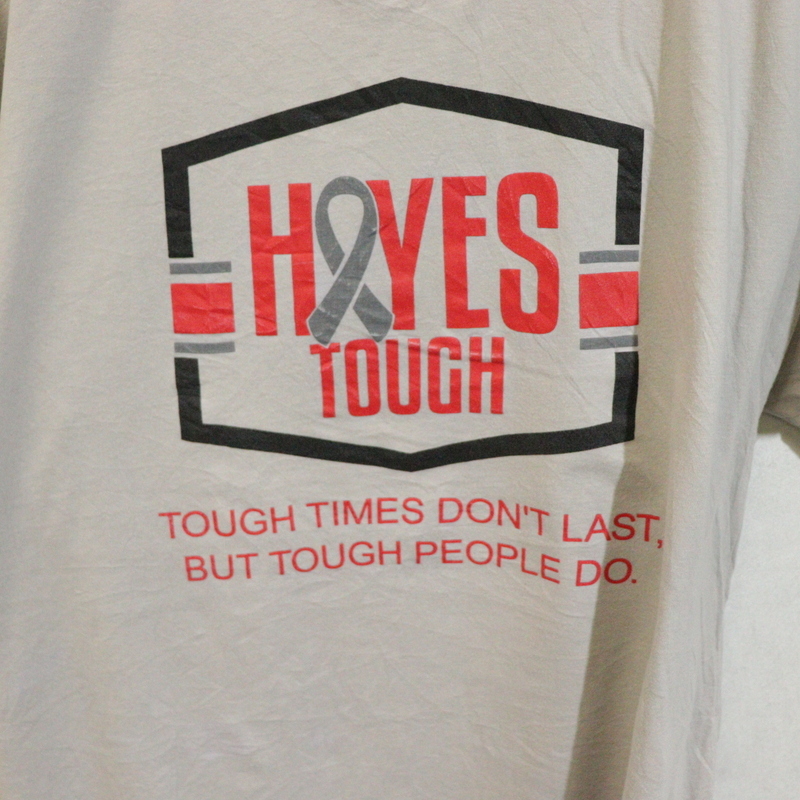 HAYES
TOUGH
TOUGH TIMES DON'T LAST,
BUT TOUGH PEOPLE DO.